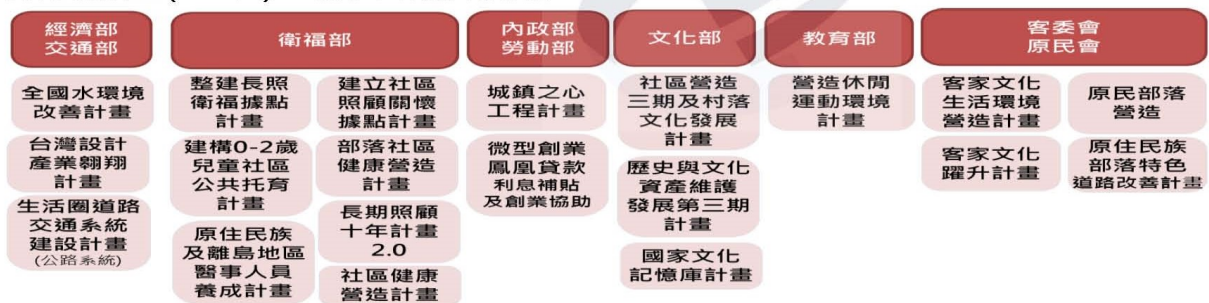 經濟部
交通部
全國水環境
改善計畫
台灣設計
產業翱翔
計畫
生活圈道路
交通系統
建設計畫
(公路系統)
衛福部
整建長照
衛福據點
計畫
建構0-2歲
兒童社區
公共托育
計畫
原住民族
及離島地區
醫事人員
養成計畫
建立社區
照顧關懷
據點計畫
部落社區
健康營造
計畫
長期照顧
十年計畫
2.0
社區健康
營造計畫
內政部
勞動部
城鎮之心
工程計畫
微型創業
鳳凰貸款
利息補貼
及創業協助
文化部
社區營造
三期及村落
文化發展
計畫
歷史與文化
資產維護
發展第三期
計畫
國家文化
記憶庫計畫
教育部
營造休閒
運動環境
計畫
客委會
原民會
客家文化
生活環境
營造計畫
客家文化
躍升計畫
原民部落
營造
原住民族
部落特色
道路改善計畫